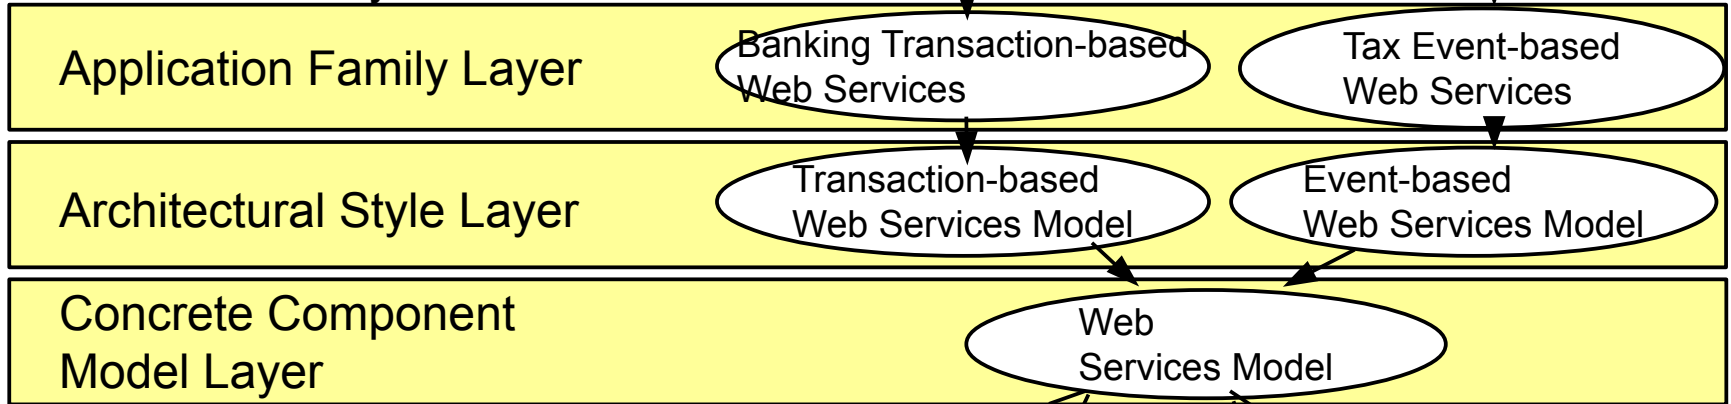 Application Family Layer
Banking Transaction-based
Web Services
Tax Event-based
Web Services
Architectural Style Layer
Transaction-based
Web Services Model
Event-based
Web Services Model
Concrete Component
Model Layer
Web
Services Model